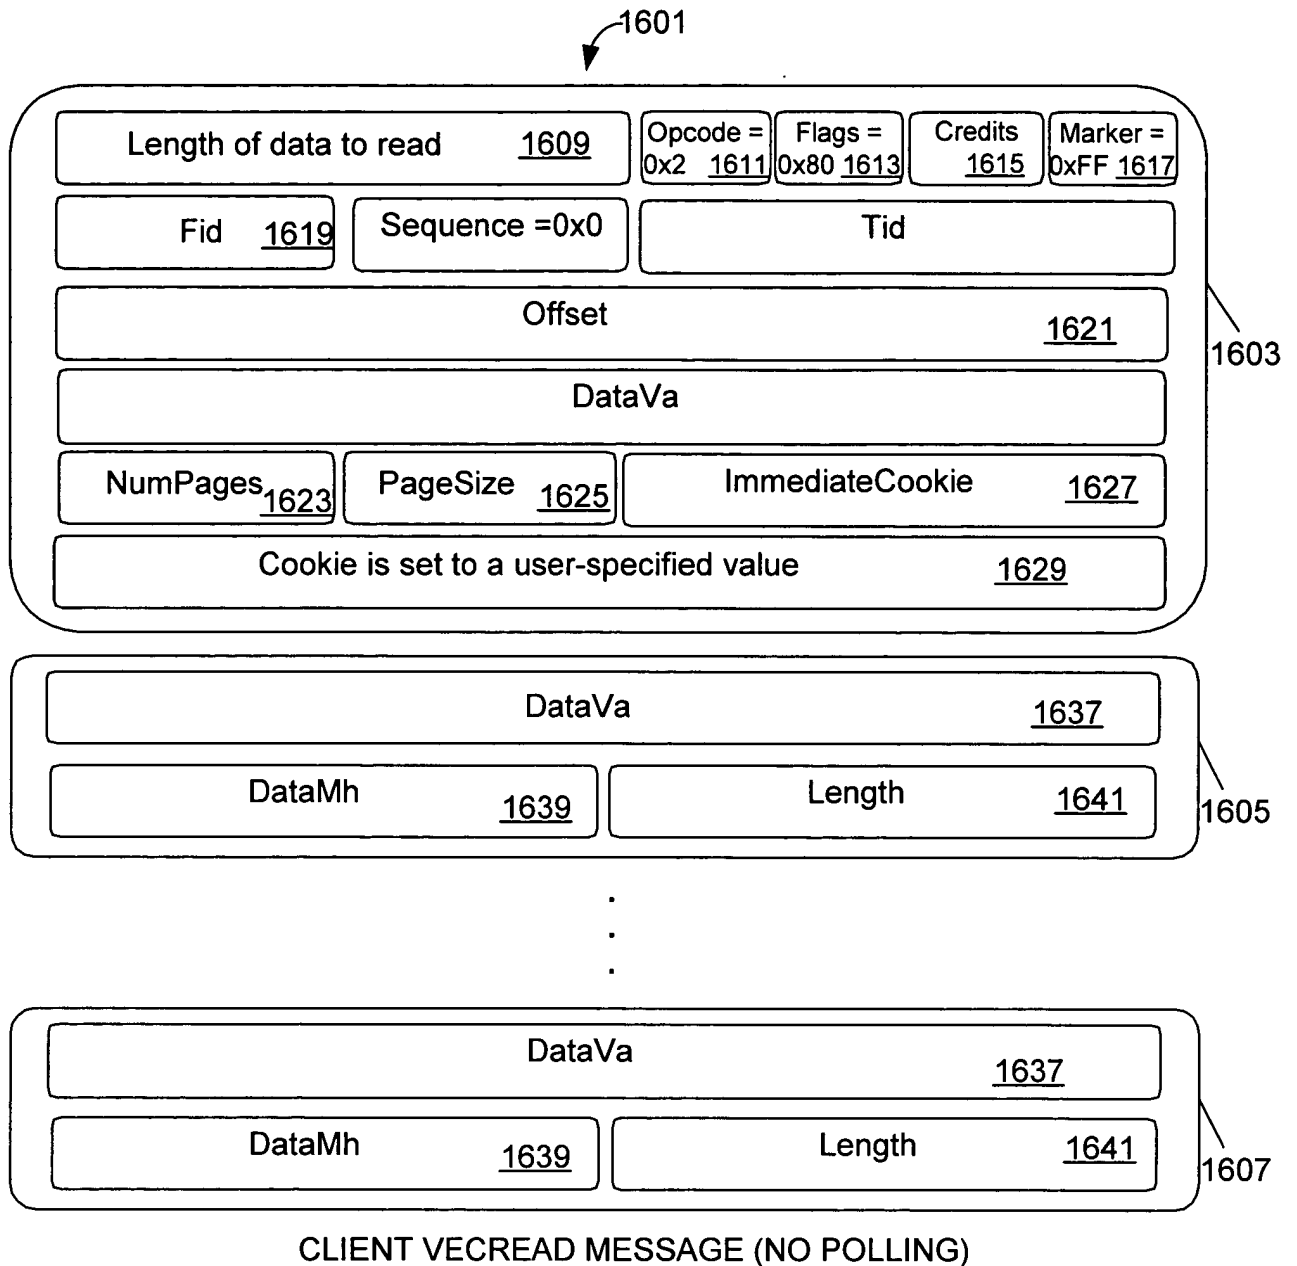 1601
Length of data to read 1609
Opcode =
0x2 1611
Flags =
0x80 1613
Credits
1615
Marker =
0xFF 1617
Fid 1619
Sequence =0x0
Tid
Offset 1621
1603
DataVa
NumPages 1623
PageSize 1625
ImmediateCookie 1627
Cookie is set to a user-specified value 1629
DataVa 1637
DataMh 1639
Length 1641
1605
.
.
.
DataVa 1637
DataMh 1639
Length 1641
1607
CLIENT VECREAD MESSAGE (NO POLLING)